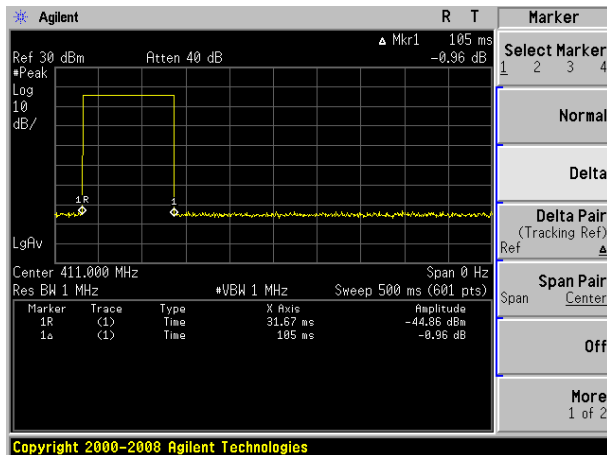 Agilent R T Marker
Δ Mkr1 105 ms
Ref 30 dBm Atten 40 dB -0.96 dB
#Peak
Log
10
dB/
1R 1
LgAv
Center 411.000 MHz Span 0 Hz
Res BW 1 MHz #VBW 1 MHz Sweep 500 ms (601 pts)
Marker Trace Type X Axis Amplitude
1R (1) Time 31.67 ms -44.86 dBm
1Δ (1) Time 105 ms -0.96 dB
Select Marker
1 2 3 4
Normal
Delta
Delta Pair
(Tracking Ref)
Ref Δ
Span Pair
Span Center
Off
More
1 of 2
Copyright 2000-2008 Agilent Technologies